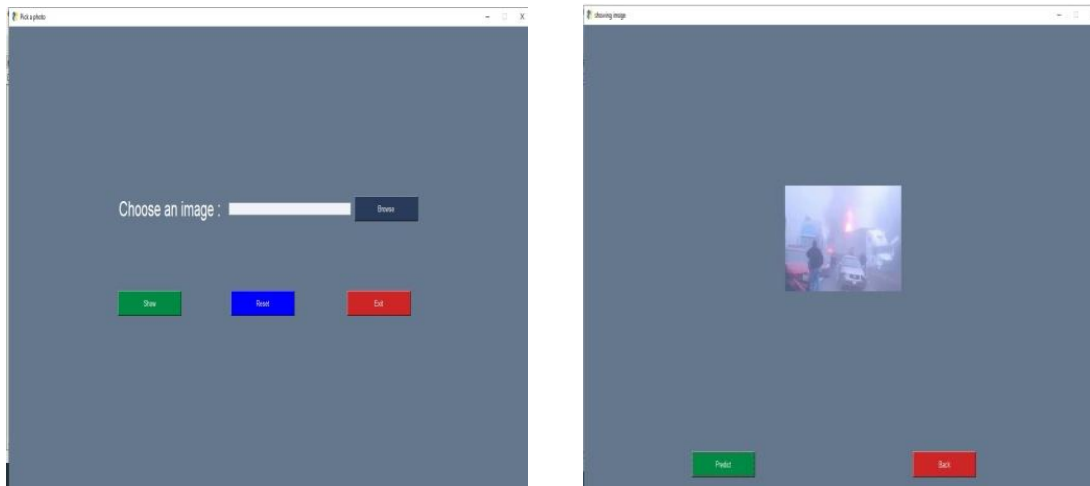 Pick a photo
Choose an image :
Browse
Show
Reset
Exit
showing image
Predict
Back